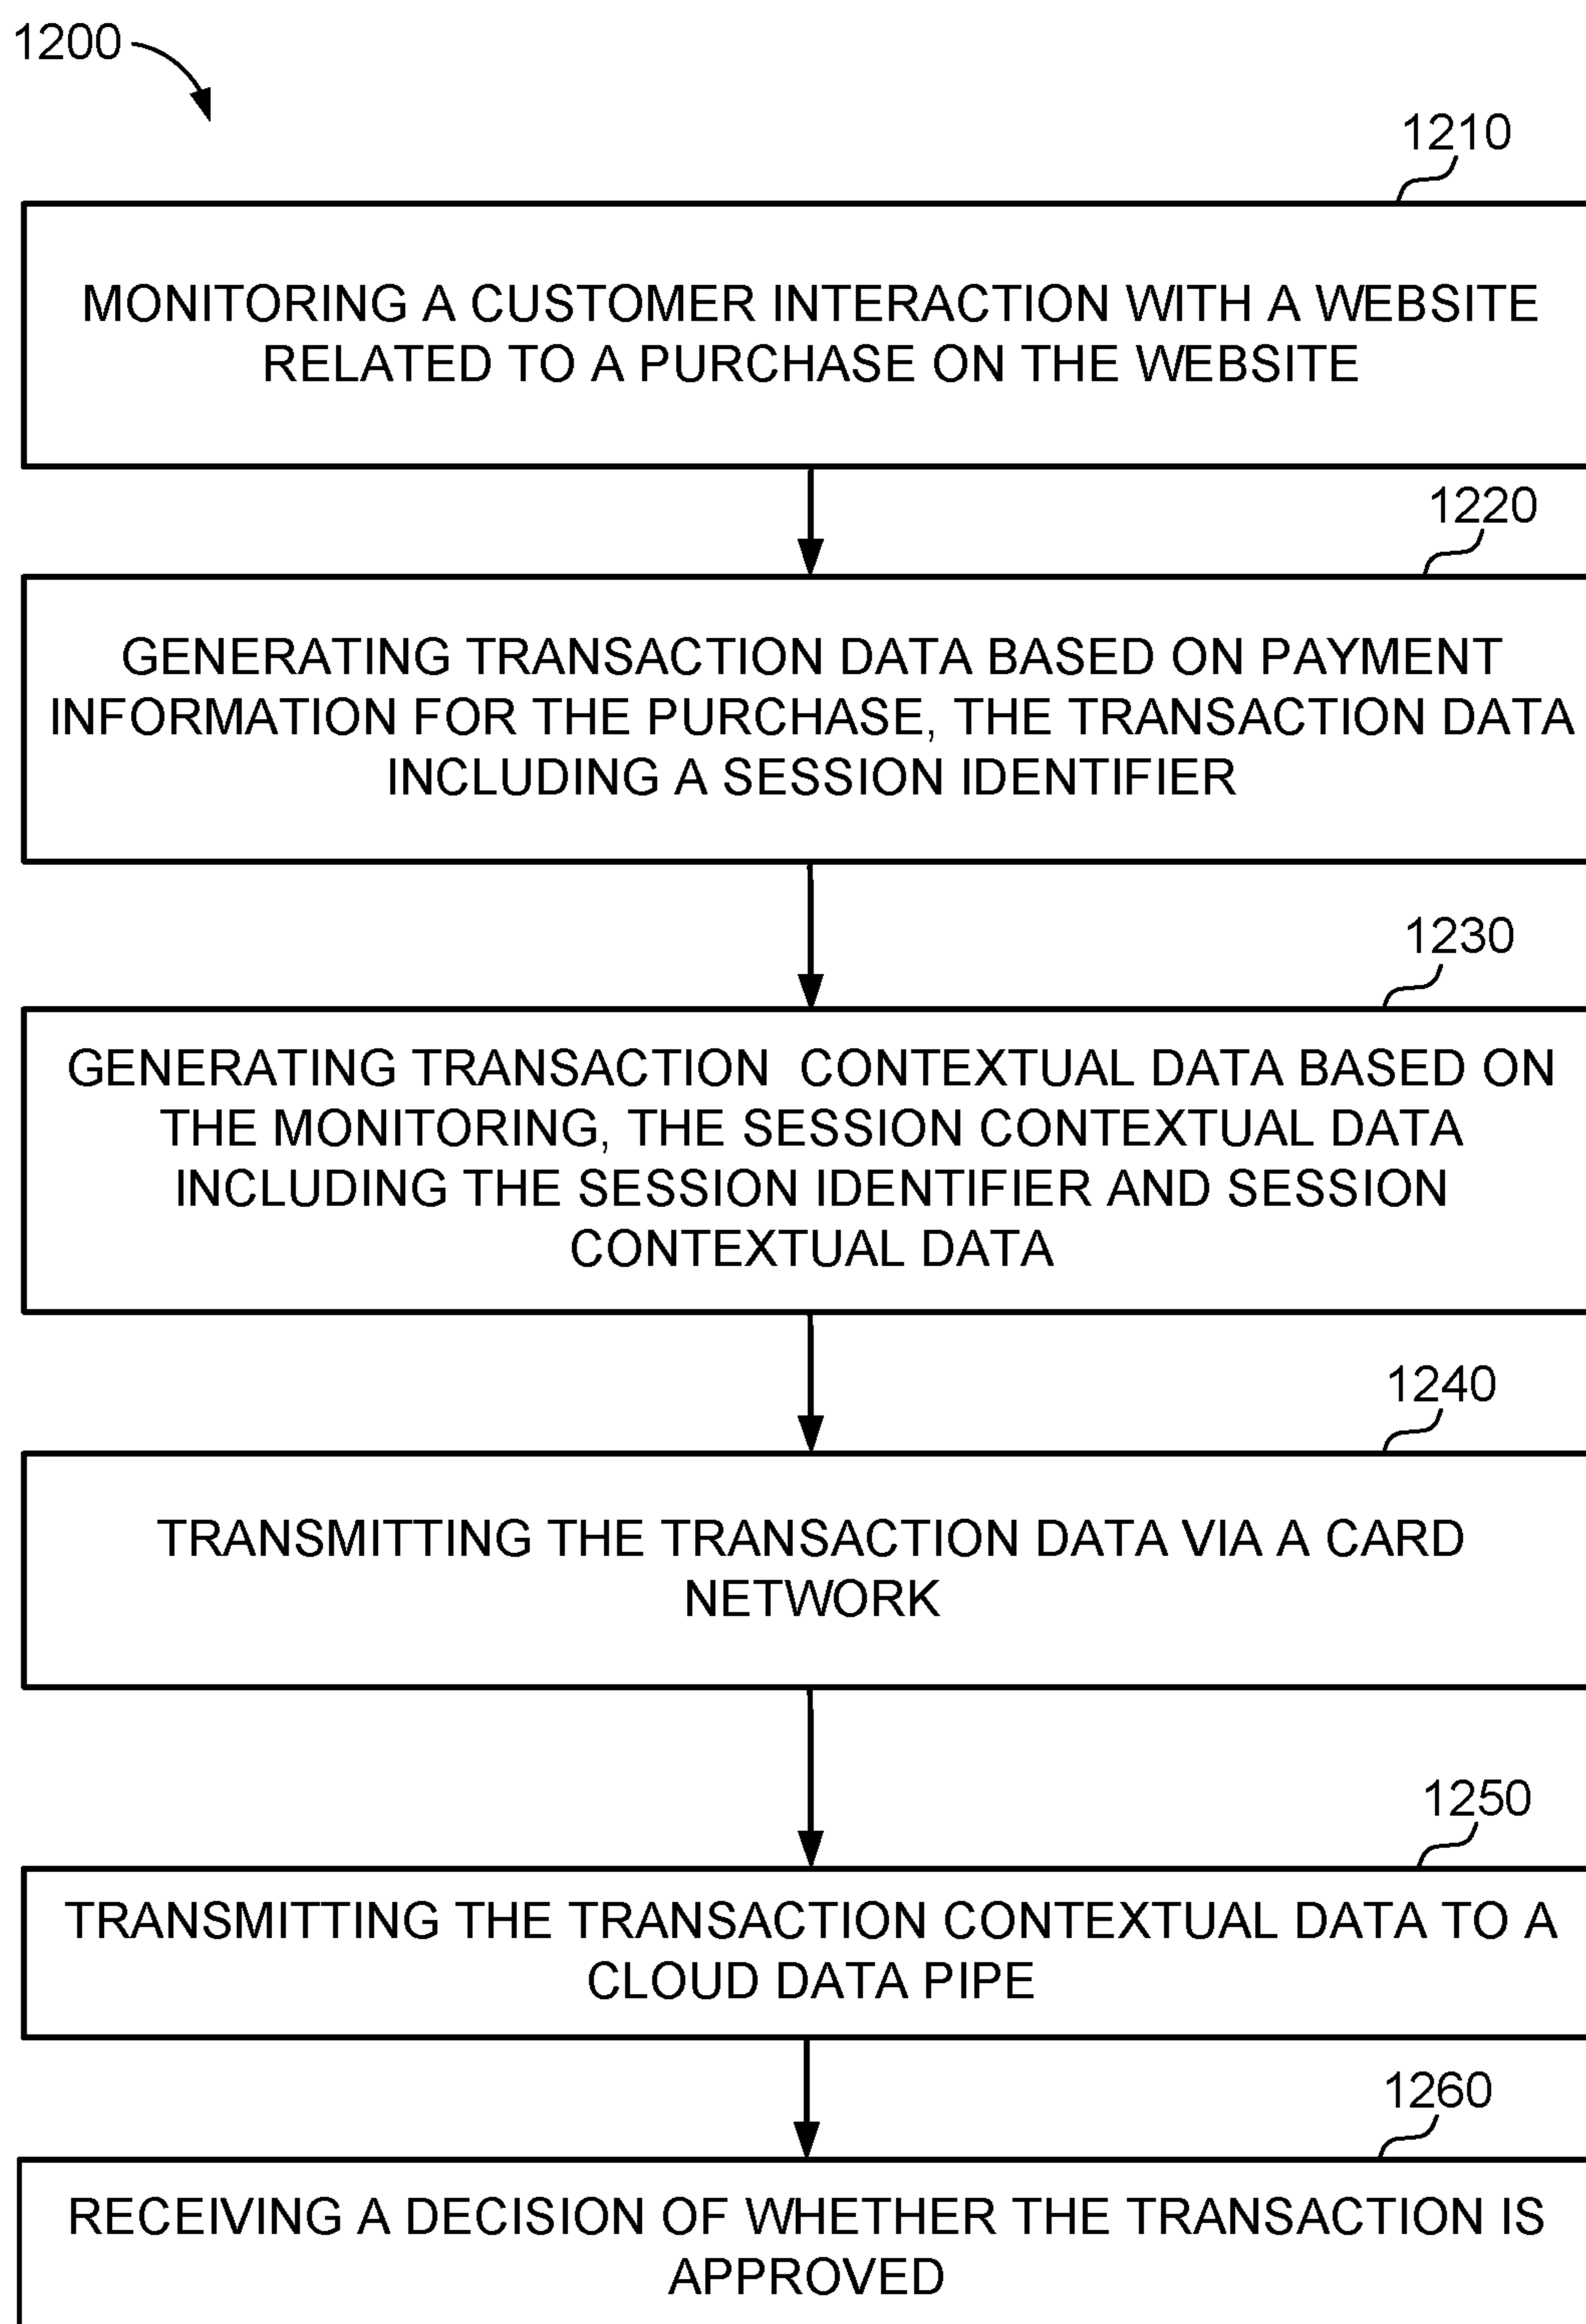 1200
1210
MONITORING A CUSTOMER INTERACTION WITH A WEBSITE
RELATED TO A PURCHASE ON THE WEBSITE
1220
GENERATING TRANSACTION DATA BASED ON PAYMENT
INFORMATION FOR THE PURCHASE, THE TRANSACTION DATA
INCLUDING A SESSION IDENTIFIER
1230
GENERATING TRANSACTION CONTEXTUAL DATA BASED ON
THE MONITORING, THE SESSION CONTEXTUAL DATA
INCLUDING THE SESSION IDENTIFIER AND SESSION
CONTEXTUAL DATA
1240
TRANSMITTING THE TRANSACTION DATA VIA A CARD
NETWORK
1250
TRANSMITTING THE TRANSACTION CONTEXTUAL DATA TO A
CLOUD DATA PIPE
1260
RECEIVING A DECISION OF WHETHER THE TRANSACTION IS
APPROVED